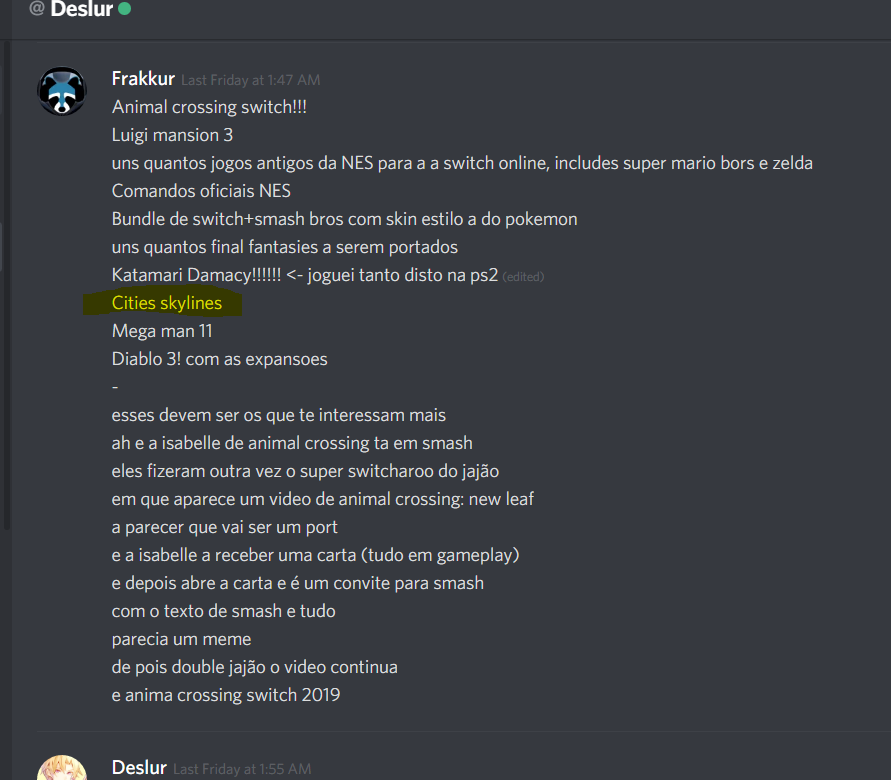 @ Deslur
Frakkur Last Friday at 1:47 AM
Animal crossing switch!!!
Luigi mansion 3
uns quantos jogos antigos da NES para a a switch online, includes super mario bors e zelda
Comandos oficiais NES
Bundle de switch+smash bros com skin estilo a do pokemon
uns quantos final fantasies a serem portados
Katamari Damacy!!!!!! <- joguei tanto disto na ps2 (edited)
Cities skylines
Mega man 11
Diablo 3! com as expansoes
-
esses devem ser os que te interessam mais
ah e a isabelle de animal crossing ta em smash
eles fizeram outra vez o super switcharoo do jajão
em que aparece um video de animal crossing: new leaf
a parecer que vai ser um port
e a isabelle a receber uma carta (tudo em gameplay)
e depois abre a carta e é um convite para smash
com o texto de smash e tudo
parecia um meme
de pois double jajão o video continua
e anima crossing switch 2019
Deslur Last Friday at 1:55 AM